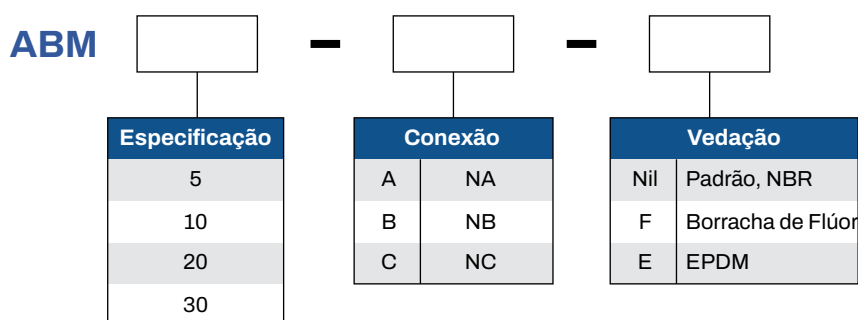 ABM – –
Especificação
5
10
20
30
Conexão
A NA
B NB
C NC
Vedação
Nil Padrão, NBR
F Borracha de Flúor
E EPDM